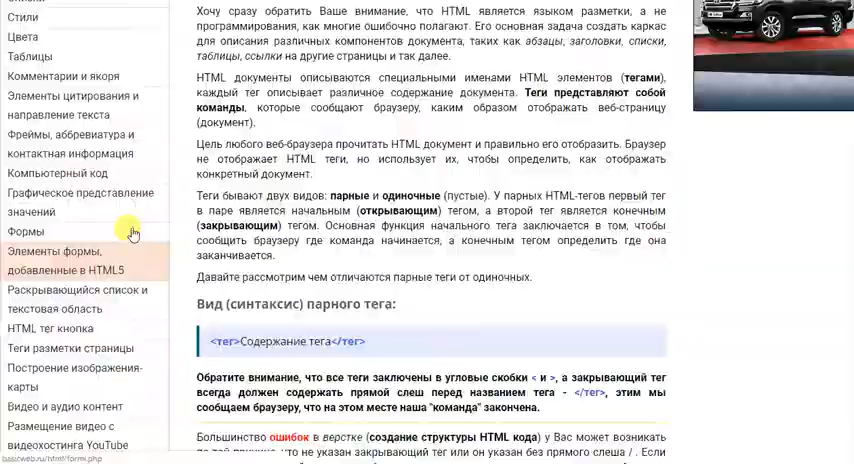 Стили
Цвета
Таблицы
Комментарии и якоря
Элементы цитирования и
направление текста
Фреймы, аббревиатура и
контактная информация
Компьютерный код
Графическое представление
значений
Формы
Элементы формы,
добавленные в HTML5
Раскрывающийся список и
текстовая область
HTML тег кнопка
Теги разметки страницы
Построение изображения-
карты
Видео и аудио контент
Размещение видео с
видеохостинга YouTube
basicweb.ru/html/formi.php
Хочу сразу обратить Ваше внимание, что HTML является языком разметки, а не
программирования, как многие ошибочно полагают. Его основная задача создать каркас
для описания различных компонентов документа, таких как абзацы, заголовки, списки,
таблицы, ссылки на другие страницы и так далее.
HTML документы описываются специальными именами HTML элементов (тегами),
каждый тег описывает различное содержание документа. Теги представляют собой
команды, которые сообщают браузеру, каким образом отображать веб-страницу
(документ).
Цель любого веб-браузера прочитать HTML документ и правильно его отобразить. Браузер
не отображает HTML теги, но использует их, чтобы определить, как отображать
конкретный документ.
Теги бывают двух видов: парные и одиночные (пустые). У парных HTML-тегов первый тег
в паре является начальным (открывающим) тегом, а второй тег является конечным
(закрывающим) тегом. Основная функция начального тега заключается в том, чтобы
сообщить браузеру где команда начинается, а конечным тегом определить где она
заканчивается.
Давайте рассмотрим чем отличаются парные теги от одиночных.
Вид (синтаксис) парного тега:
<тег>Содержание тега</тег>
Обратите внимание, что все теги заключены в угловые скобки < и >, а закрывающий тег
всегда должен содержать прямой слеш перед названием тега - </тег>, этим мы
сообщаем браузеру, что на этом месте наша "команда" закончена.
Большинство ошибок в верстке (создание структуры HTML кода) у Вас может возникать
что не указан закрывающий тег или он указан без прямого слеша / . Если